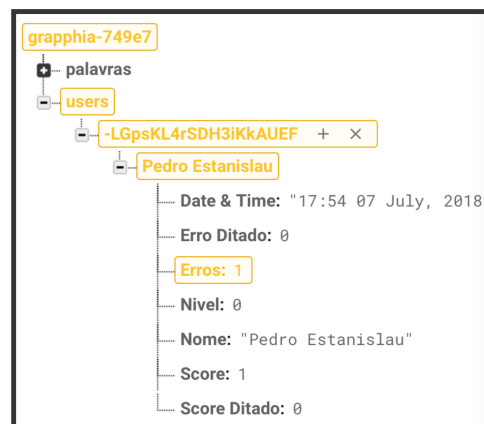 grapphia-749e7
palavras
users
-LGpsKL4rSDH3iKkAUEF + ×
Pedro Estanislau
Date & Time: "17:54 07 July, 2018
Erro Ditado: 0
Erros: 1
Nivel: 0
Nome: "Pedro Estanislau"
Score: 1
Score Ditado: 0